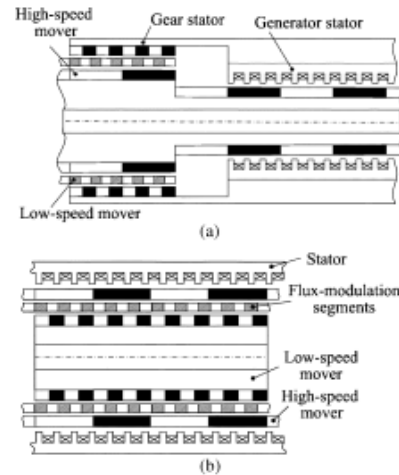 High-speed
mover
Gear stator
Generator stator
Low-speed mover
(a)
Stator
Flux-modulation
segments
Low-speed
mover
High-speed
mover
(b)